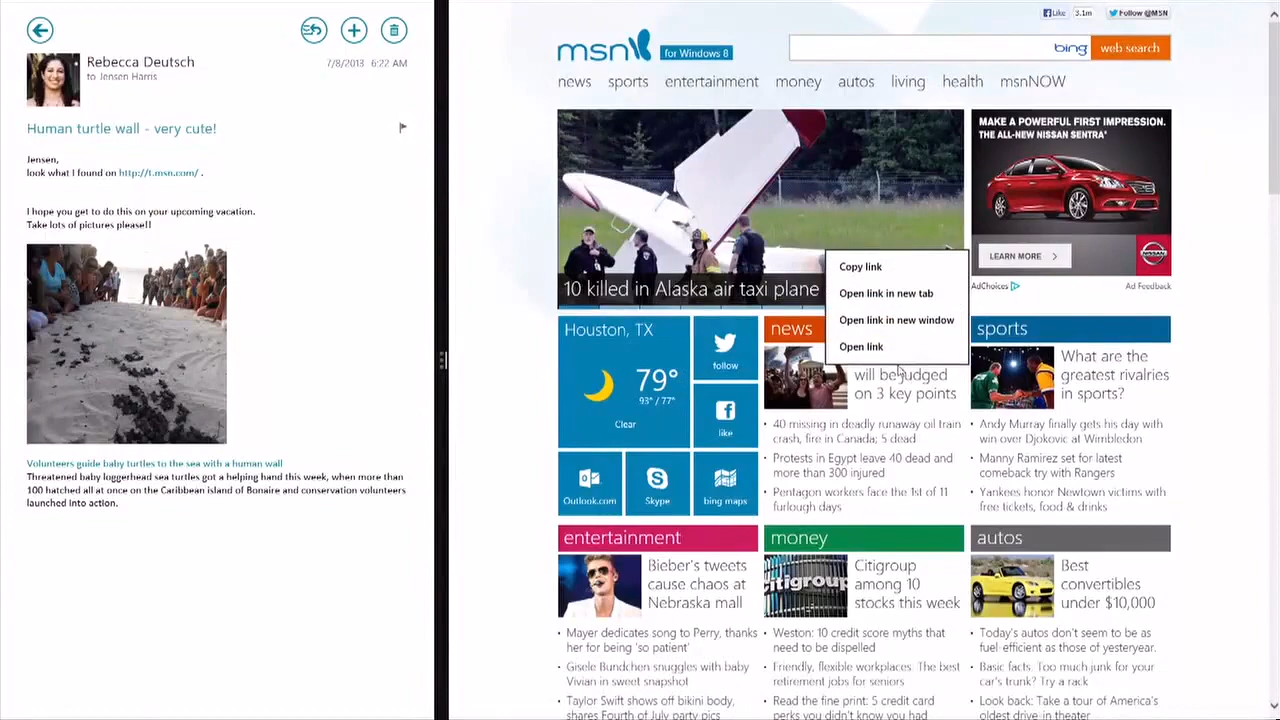 Rebecca Deutsch
to Jensen Harris
7/8/2013 6:22 AM
Human turtle wall - very cute!
Jensen,
look what I found on http://t.msn.com/ .
I hope you get to do this on your upcoming vacation.
Take lots of pictures please!!
Volunteers guide baby turtles to the sea with a human wall
Threatened baby loggerhead sea turtles got a helping hand this week, when more than
100 hatched all at once on the Caribbean island of Bonaire and conservation volunteers
launched into action.
Like 3.1m Follow @MSN
msn for Windows 8
bing web search
news sports entertainment money autos living health msnNOW
10 killed in Alaska air taxi plane
MAKE A POWERFUL FIRST IMPRESSION.
THE ALL-NEW NISSAN SENTRA®
LEARN MORE
NISSAN
AdChoices Ad Feedback
Copy link
Open link in new tab
Open link in new window
Open link
Houston, TX
79°
93° / 77°
Clear
follow
like
Outlook.com
Skype
bing maps
news
will be judged
on 3 key points
40 missing in deadly runaway oil train
crash, fire in Canada; 5 dead
Protests in Egypt leave 40 dead and
more than 300 injured
Pentagon workers face the 1st of 11
furlough days
sports
What are the
greatest rivalries
in sports?
Andy Murray finally gets his day with
win over Djokovic at Wimbledon
Manny Ramirez set for latest
comeback try with Rangers
Yankees honor Newtown victims with
free tickets, food & drinks
entertainment
Bieber's tweets
cause chaos at
Nebraska mall
Mayer dedicates song to Perry, thanks
her for being 'so patient'
Gisele Bundchen snuggles with baby
Vivian in sweet snapshot
Taylor Swift shows off bikini body,
shares Fourth of July party pics
money
citigroup
Citigroup
among 10
stocks this week
Weston: 10 credit score myths that
need to be dispelled
Friendly, flexible workplaces: The best
retirement jobs for seniors
Read the fine print: 5 credit card
perks you didn't know you had
autos
Best
convertibles
under $10,000
Today's autos don't seem to be as
fuel-efficient as those of yesteryear.
Basic facts: Too much junk for your
car's trunk? Try a rack
Look back: Take a tour of America's
oldest drive-in theater